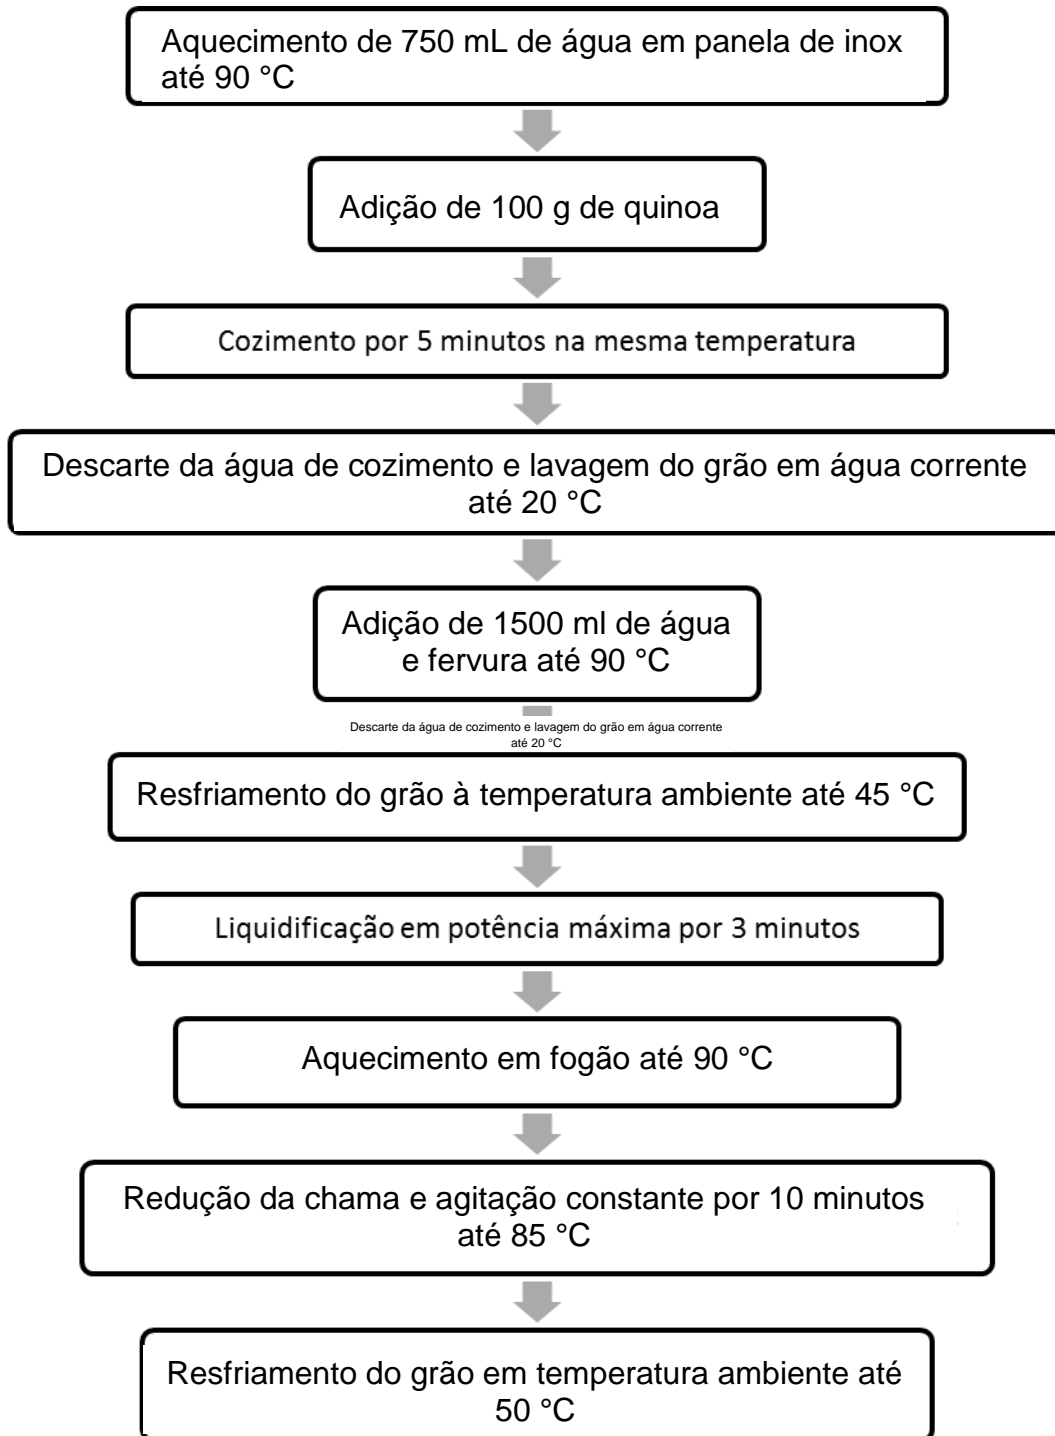 Aquecimento de 750 mL de água em panela de inox
até 90 °C
Adição de 100 g de quinoa
Cozimento por 5 minutos na mesma temperatura
Descarte da água de cozimento e lavagem do grão em água corrente
até 20 °C
Adição de 1500 ml de água
e fervura até 90 °C
Descarte da água de cozimento e lavagem do grão em água corrente
até 20 °C
Resfriamento do grão à temperatura ambiente até 45 °C
Liquidificação em potência máxima por 3 minutos
Aquecimento em fogão até 90 °C
Redução da chama e agitação constante por 10 minutos
até 85 °C
Resfriamento do grão em temperatura ambiente até
50 °C